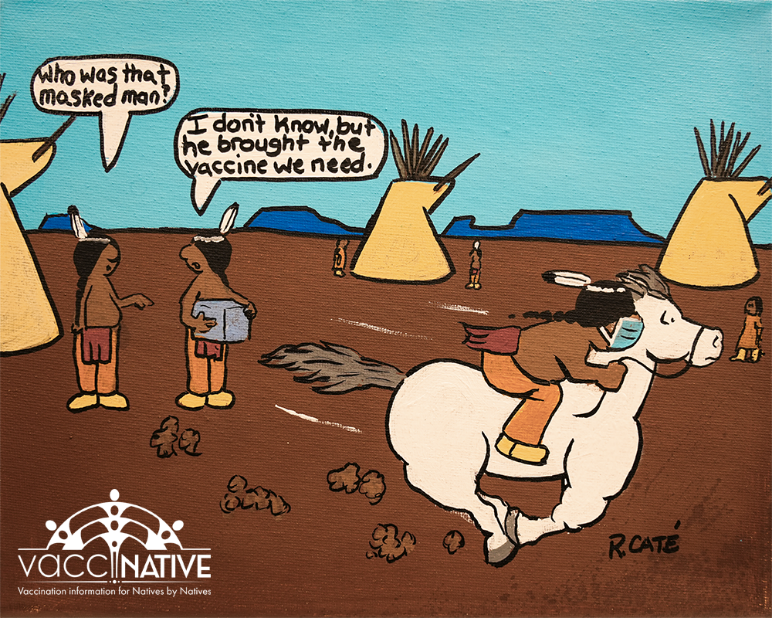 Who was that
masked man?
I don't know, but
he brought the
vaccine we need.
R. CATÉ
VACCINATIVE
Vaccination information for Natives by Natives